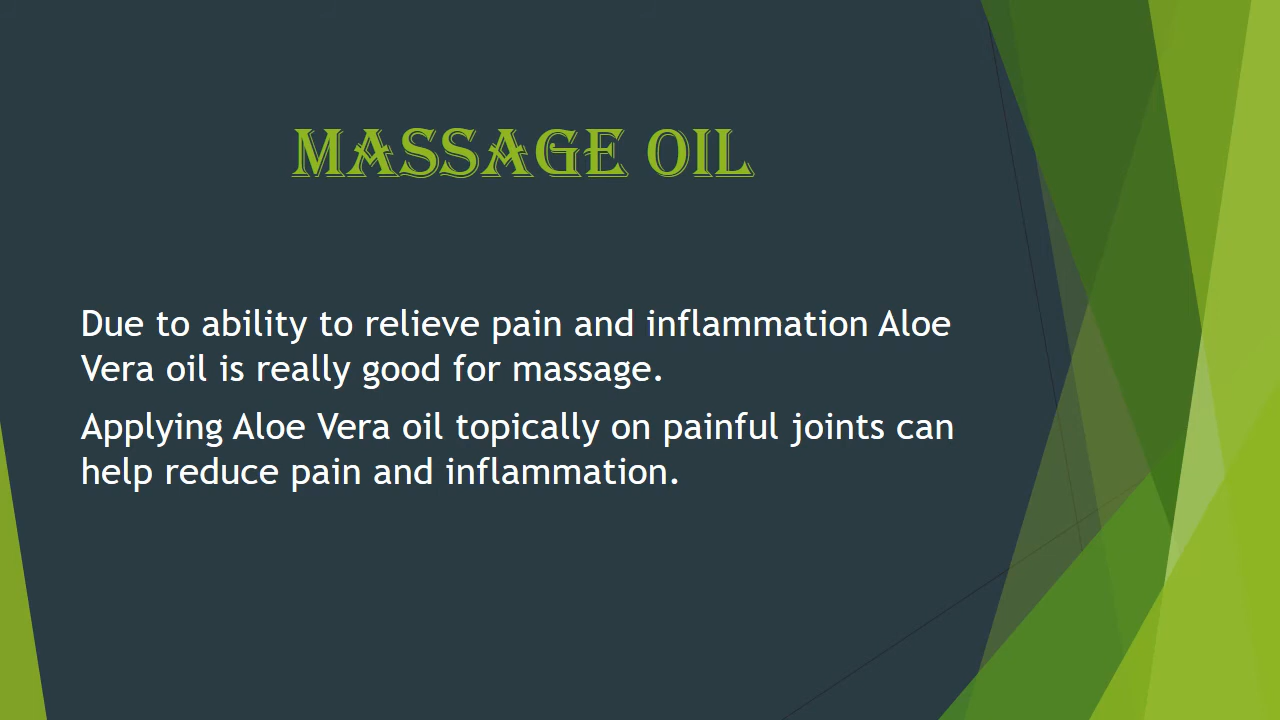 MASSAGE OIL
Due to ability to relieve pain and inflammation Aloe
Vera oil is really good for massage.
Applying Aloe Vera oil topically on painful joints can
help reduce pain and inflammation.